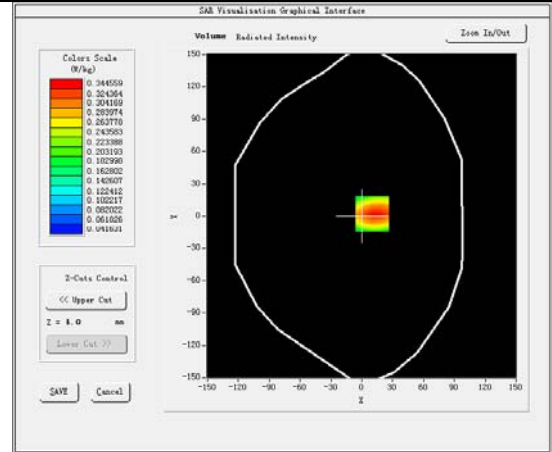 SAR Visualisation Graphical Interface
Colors Scale
(W/kg)
0.344559
0.324364
0.304169
0.283974
0.263778
0.243583
0.223388
0.203193
0.182998
0.162802
0.142607
0.122412
0.102217
0.082022
0.061826
0.041631
Z-Cuts Control
<< Upper Cut
Z = 4.0 mm
Lower Cut >>
SAVE Cancel
Volume Radiated Intensity
Zoom In/Out
150
120
90
60
30
0
-30
-60
-90
-120
-150
Y
-150 -120 -90 -60 -30 0 30 60 90 120 150
X